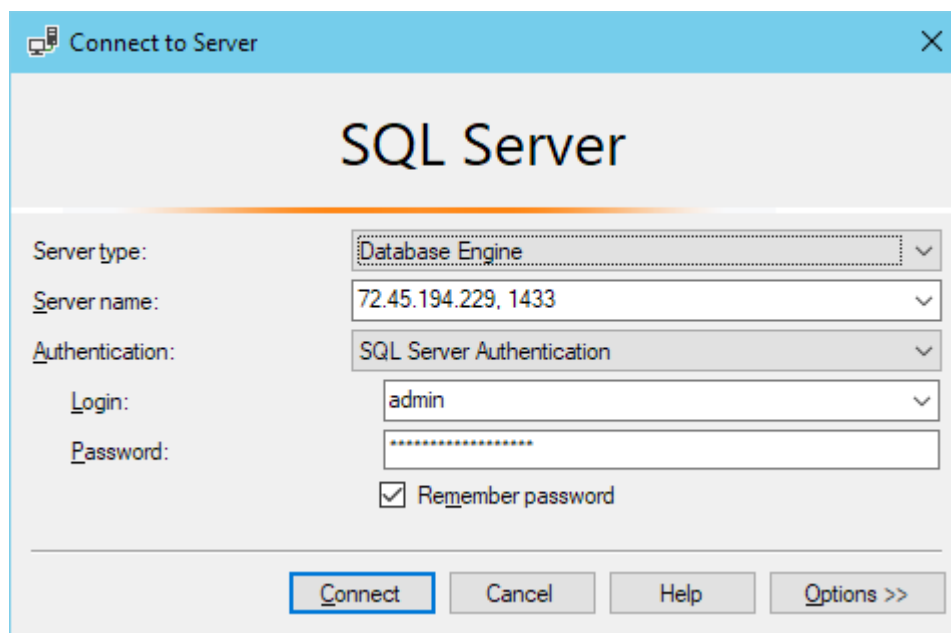 Connect to Server
SQL Server
Server type: Database Engine
Server name: 72.45.194.229, 1433
Authentication: SQL Server Authentication
Login: admin
Password: ******************
Remember password
Connect Cancel Help Options >>